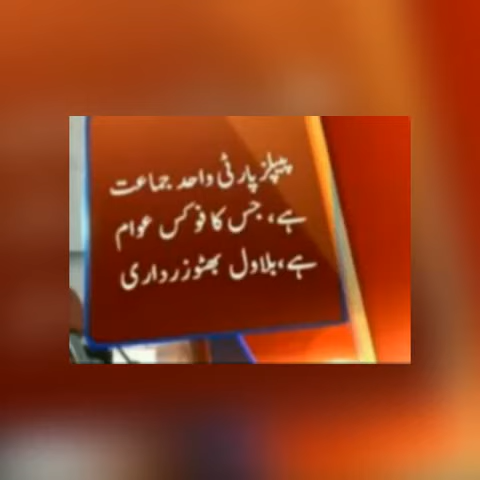 پیپلز پارٹی واحد جماعت
ہے، جس کا فوکس عوام
ہے، بلاول بھٹو زرداری